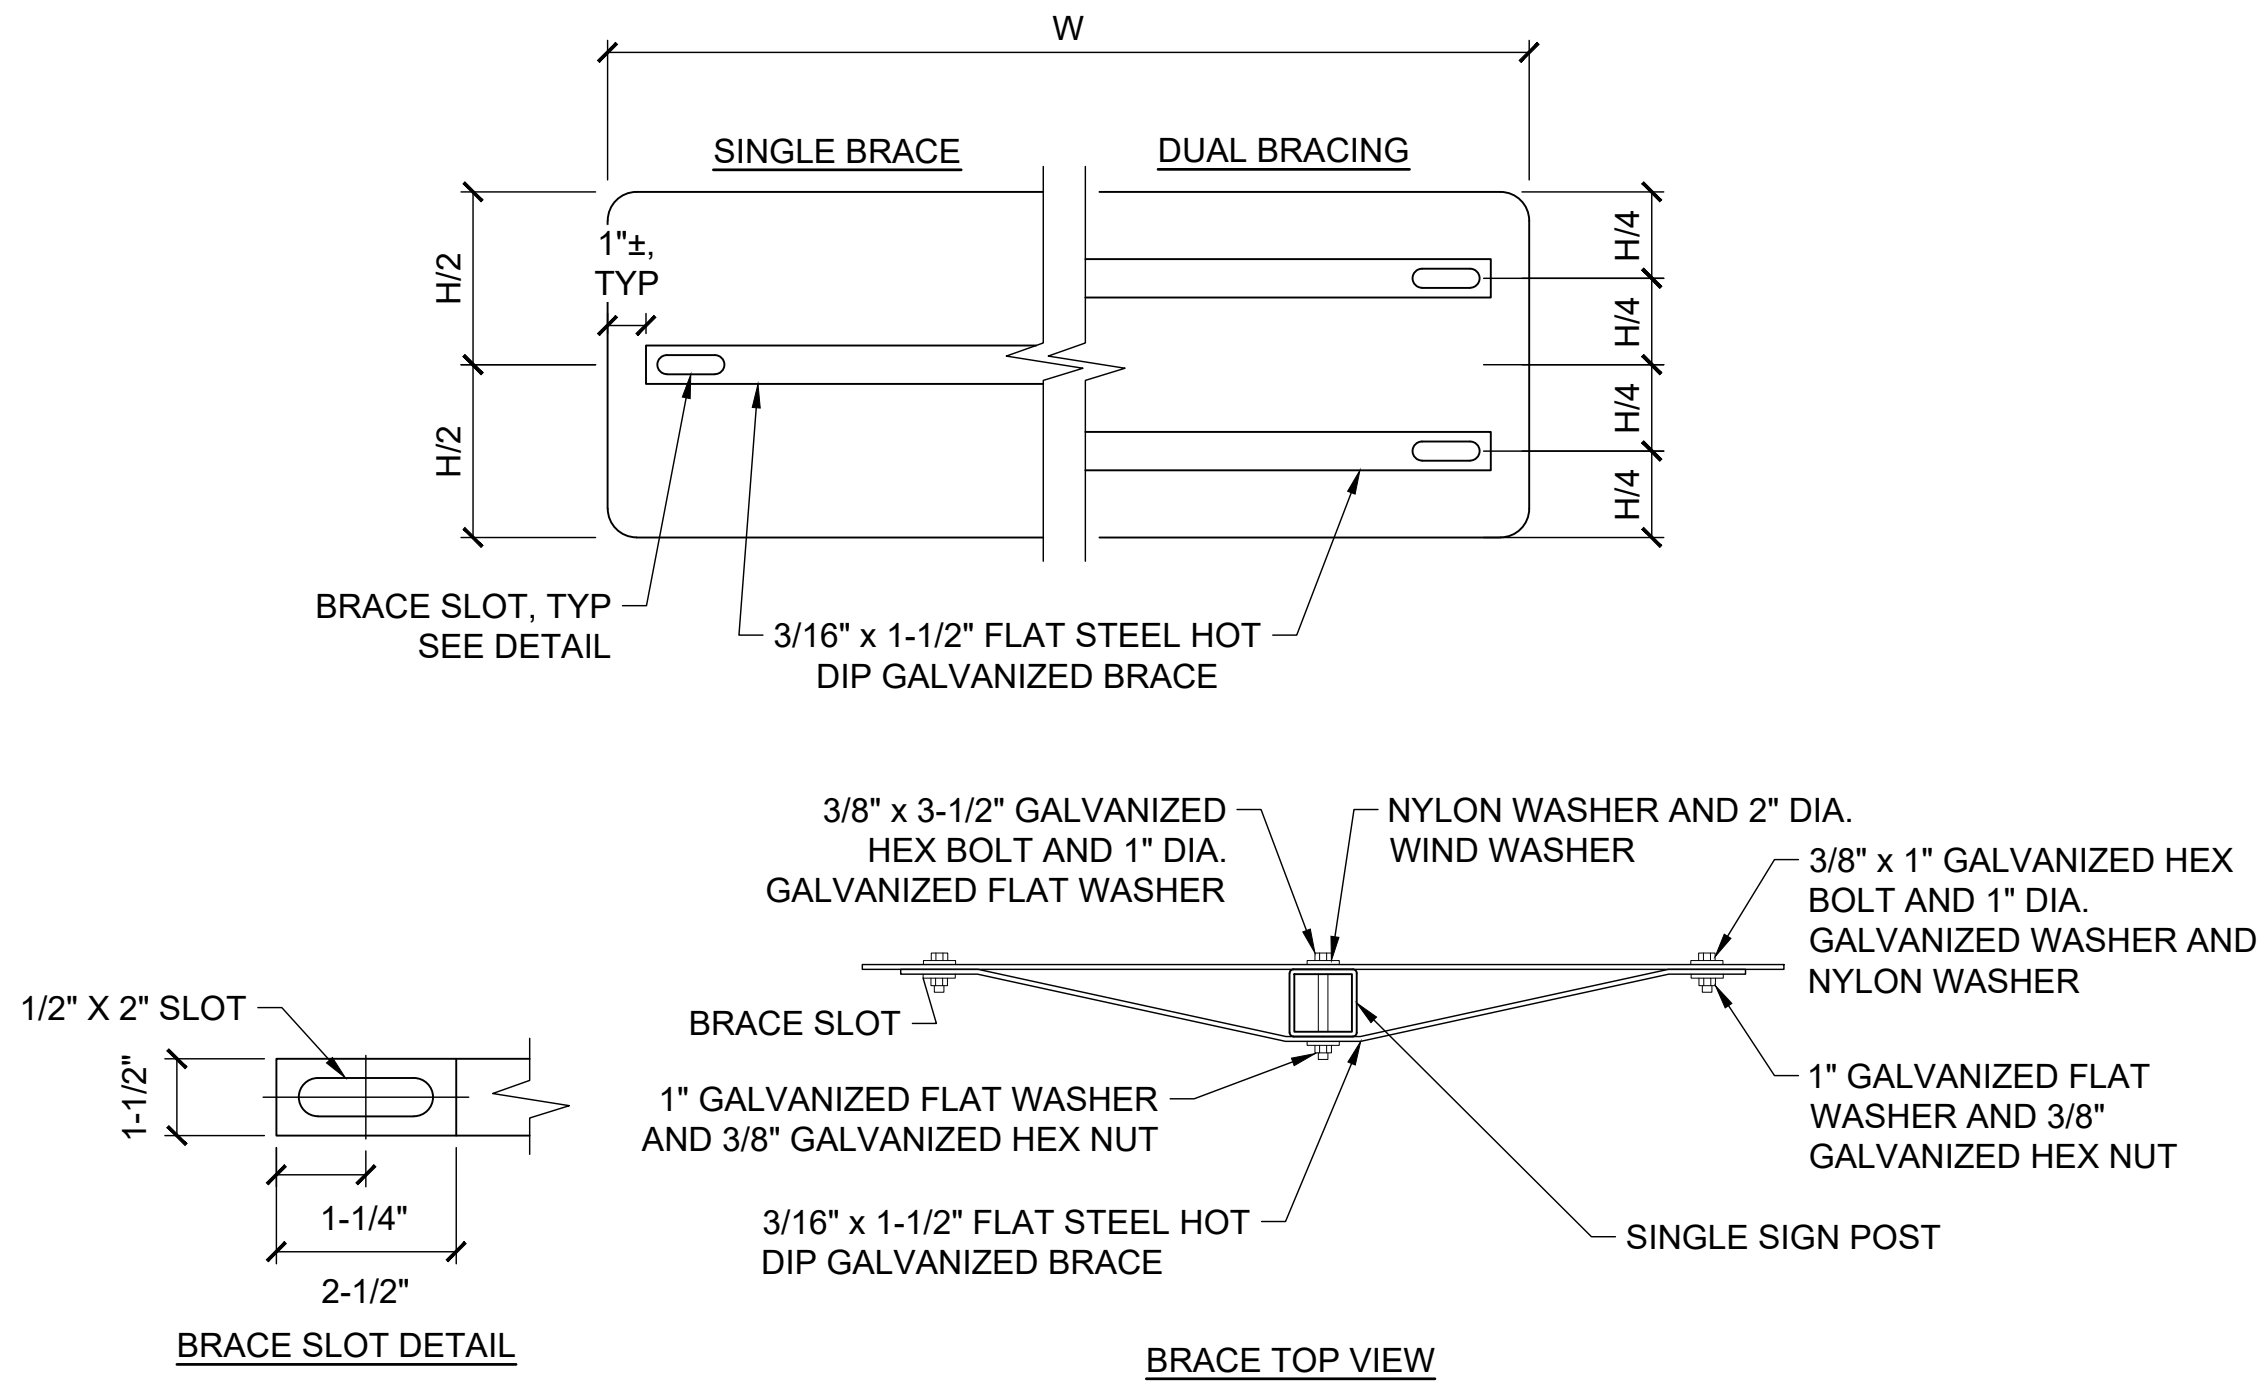 W
SINGLE BRACE
DUAL BRACING
1"±,
TYP
H/2
H/2
H/4
H/4
H/4
H/4
BRACE SLOT, TYP
SEE DETAIL
3/16" x 1-1/2" FLAT STEEL HOT
DIP GALVANIZED BRACE
3/8" x 3-1/2" GALVANIZED
HEX BOLT AND 1" DIA.
GALVANIZED FLAT WASHER
NYLON WASHER AND 2" DIA.
WIND WASHER
3/8" x 1" GALVANIZED HEX
BOLT AND 1" DIA.
GALVANIZED WASHER AND
NYLON WASHER
BRACE SLOT
1" GALVANIZED FLAT WASHER
AND 3/8" GALVANIZED HEX NUT
1" GALVANIZED FLAT
WASHER AND 3/8"
GALVANIZED HEX NUT
3/16" x 1-1/2" FLAT STEEL HOT
DIP GALVANIZED BRACE
SINGLE SIGN POST
BRACE TOP VIEW
1/2" X 2" SLOT
1-1/2"
1-1/4"
2-1/2"
BRACE SLOT DETAIL